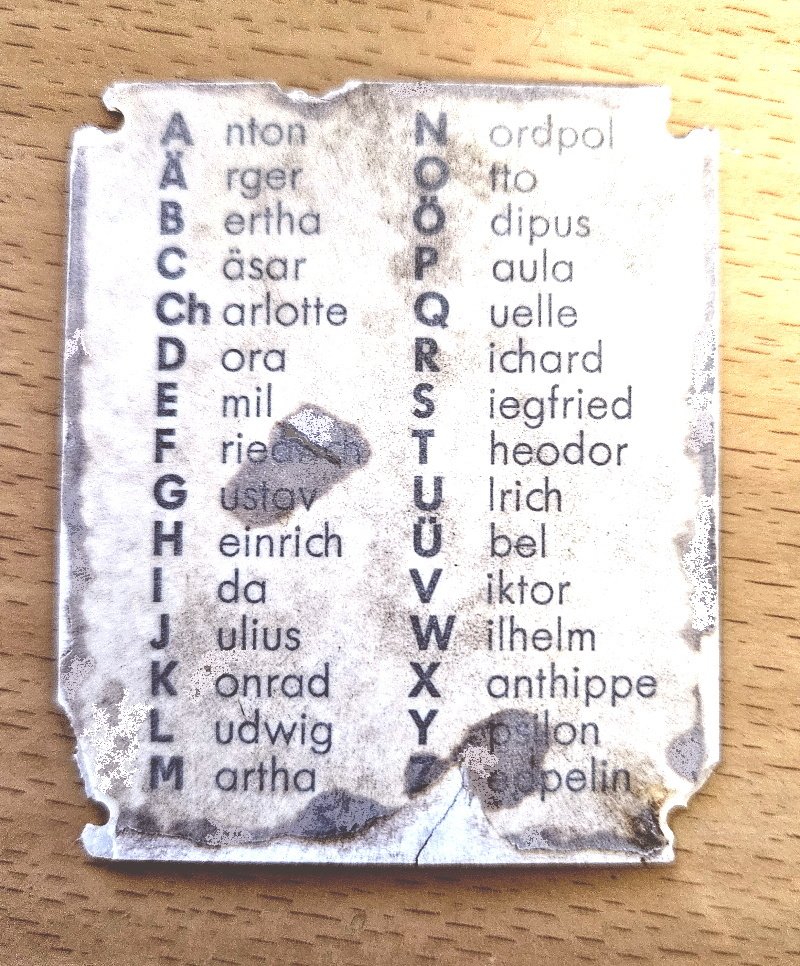 Anton
Ärger
Bertha
Cäsar
Charlotte
Dora
Emil
Friedrich
Gustav
Heinrich
Ida
Julius
Konrad
Ludwig
Martha
Nordpol
Otto
Ödipus
Paula
Quelle
Richard
Siegfried
Theodor
Ulrich
Übel
Viktor
Wilhelm
Xanthippe
Ypsilon
Zeppelin